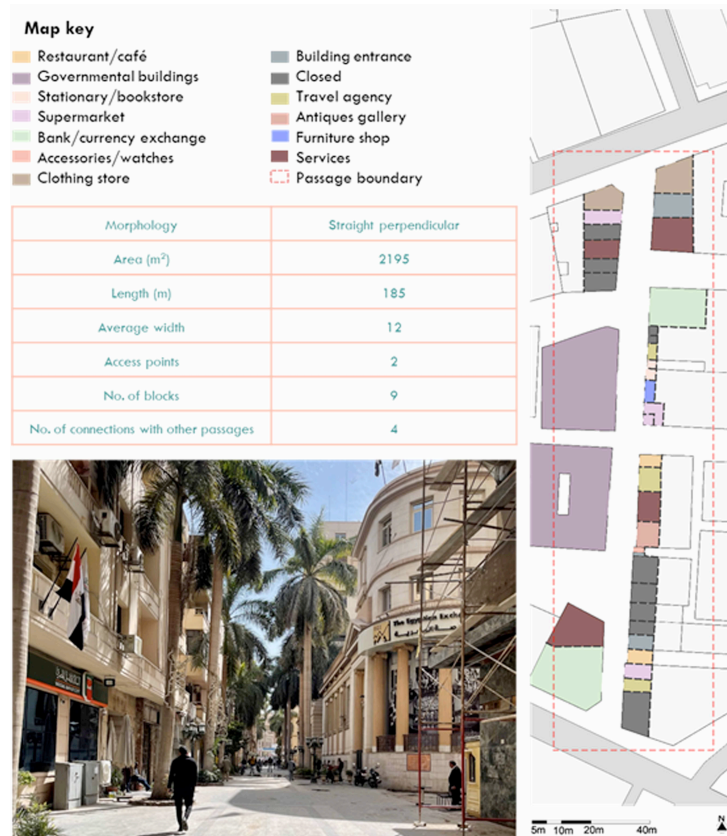 Map key
Restaurant/café
Governmental buildings
Stationary/bookstore
Supermarket
Bank/currency exchange
Accessories/watches
Clothing store
Building entrance
Closed
Travel agency
Antiques gallery
Furniture shop
Services
Passage boundary
Morphology Straight perpendicular
Area (m²) 2195
Length (m) 185
Average width 12
Access points 2
No. of blocks 9
No. of connections with other passages 4
The Egyptian Exchange
5m 10m 20m 40m
N